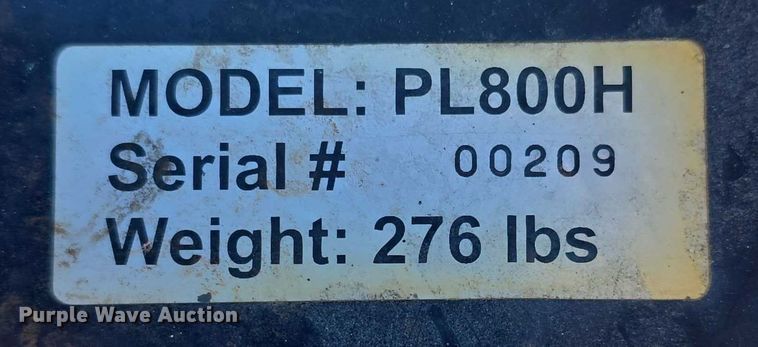 MODEL: PL800H
Serial # 00209
Weight: 276 lbs
Purple Wave Auction